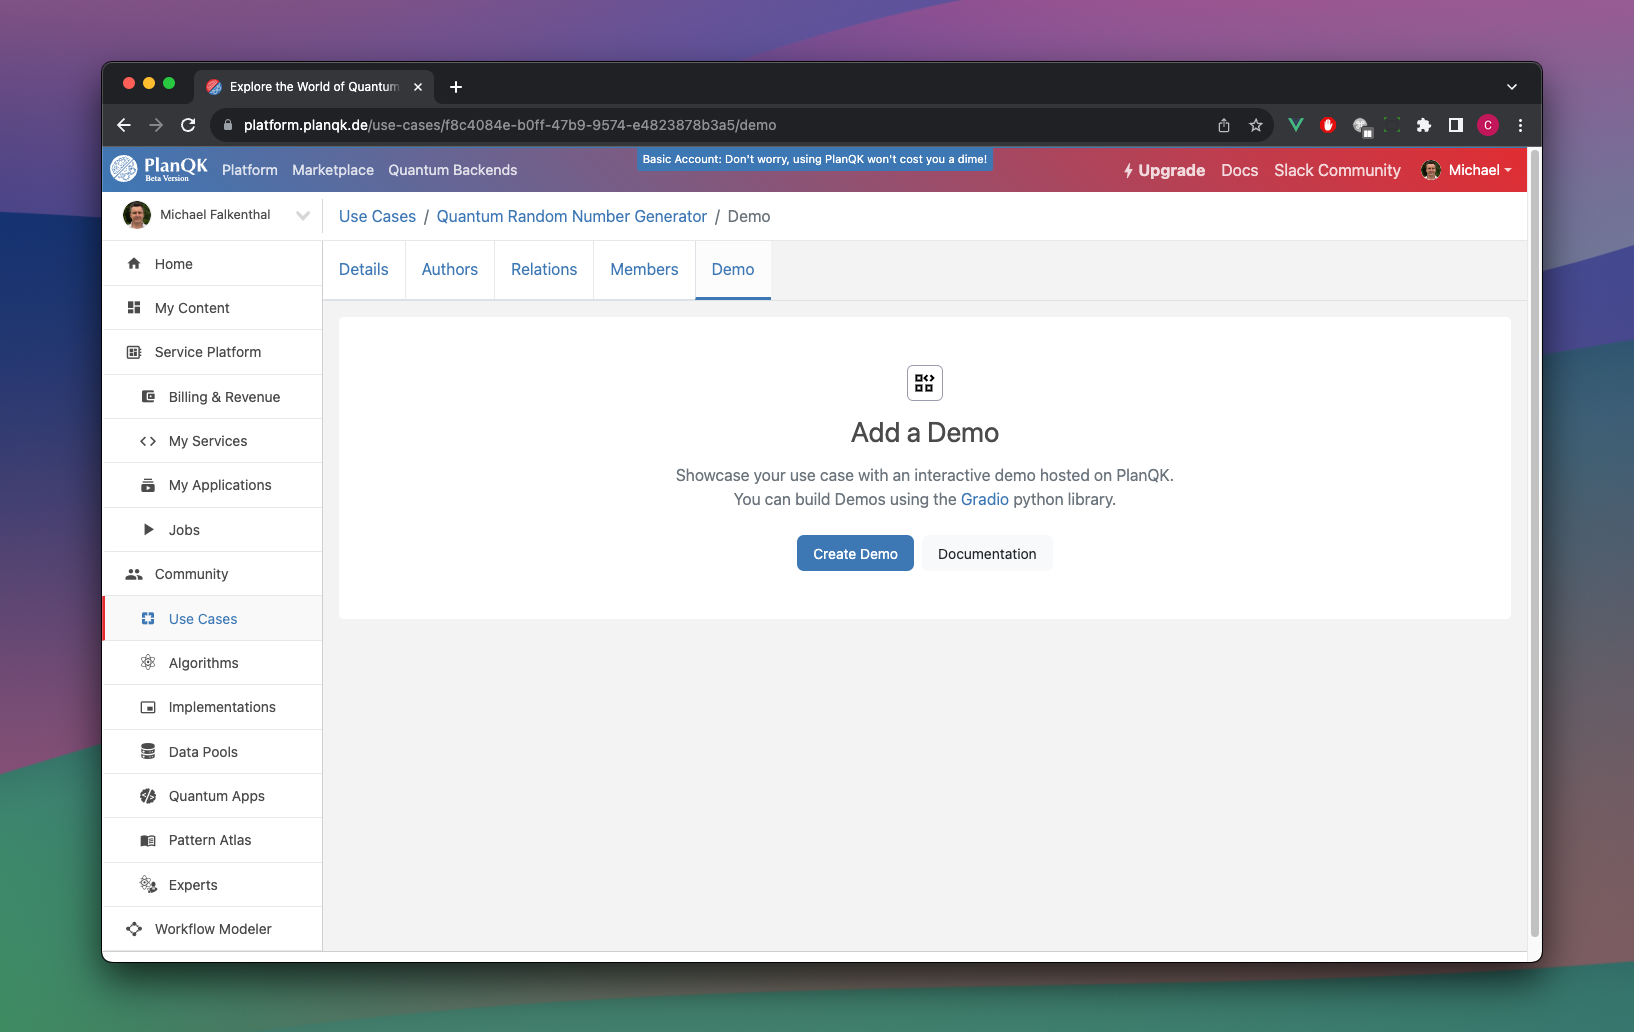 Explore the World of Quantum
platform.planqk.de/use-cases/f8c4084e-b0ff-47b9-9574-e4823878b3a5/demo
C
PlanQK
Beta Version
Platform
Marketplace
Quantum Backends
Basic Account: Don't worry, using PlanQK won't cost you a dime!
Upgrade
Docs
Slack Community
Michael
Michael Falkenthal
Use Cases / Quantum Random Number Generator / Demo
Home
My Content
Service Platform
Billing & Revenue
My Services
My Applications
Jobs
Community
Use Cases
Algorithms
Implementations
Data Pools
Quantum Apps
Pattern Atlas
Experts
Workflow Modeler
Details
Authors
Relations
Members
Demo
Add a Demo
Showcase your use case with an interactive demo hosted on PlanQK.
You can build Demos using the Gradio python library.
Create Demo
Documentation